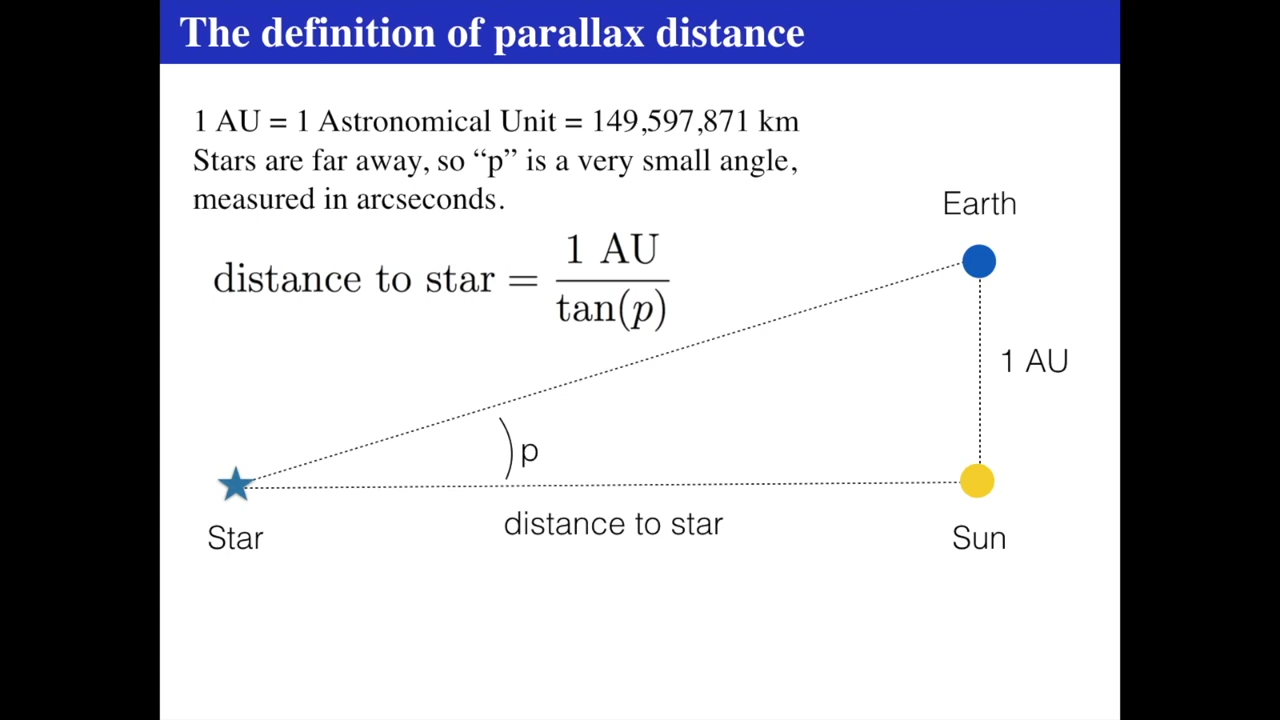 The definition of parallax distance
1 AU = 1 Astronomical Unit = 149,597,871 km
Stars are far away, so “p” is a very small angle,
measured in arcseconds.
distance to star = 1 AU / tan(p)
Earth
1 AU
p
distance to star
Star
Sun